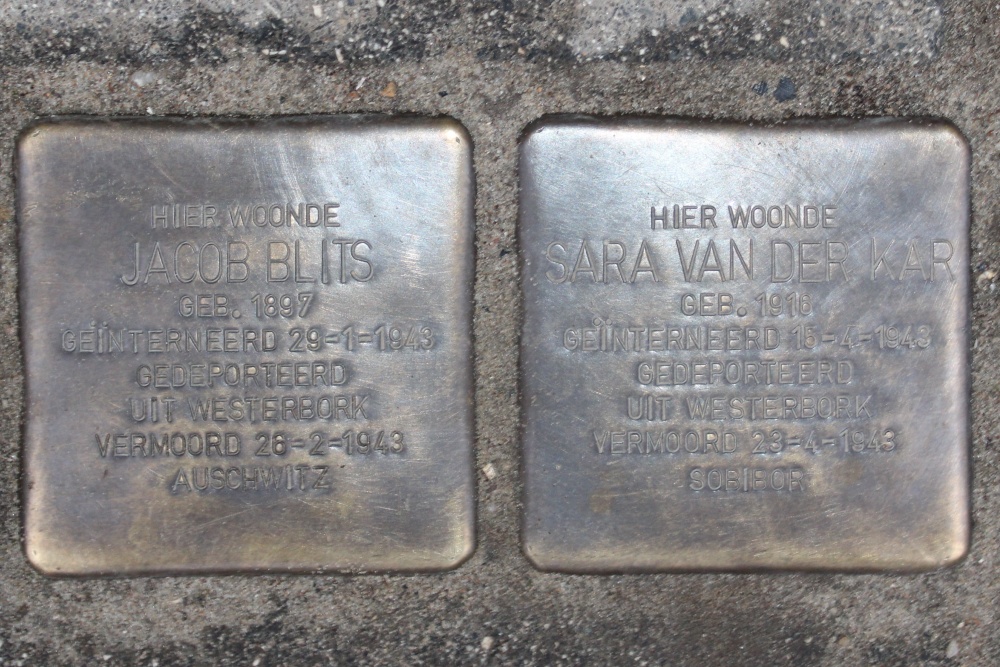 HIER WOONDE
JACOB BLITS
GEB. 1897
GEÏNTERNEERD 29-1-1943
GEDEPORTEERD
UIT WESTERBORK
VERMOORD 26-2-1943
AUSCHWITZ
HIER WOONDE
SARA VAN DER KAR
GEB. 1916
GEÏNTERNEERD 15-4-1943
GEDEPORTEERD
UIT WESTERBORK
VERMOORD 23-4-1943
SOBIBOR